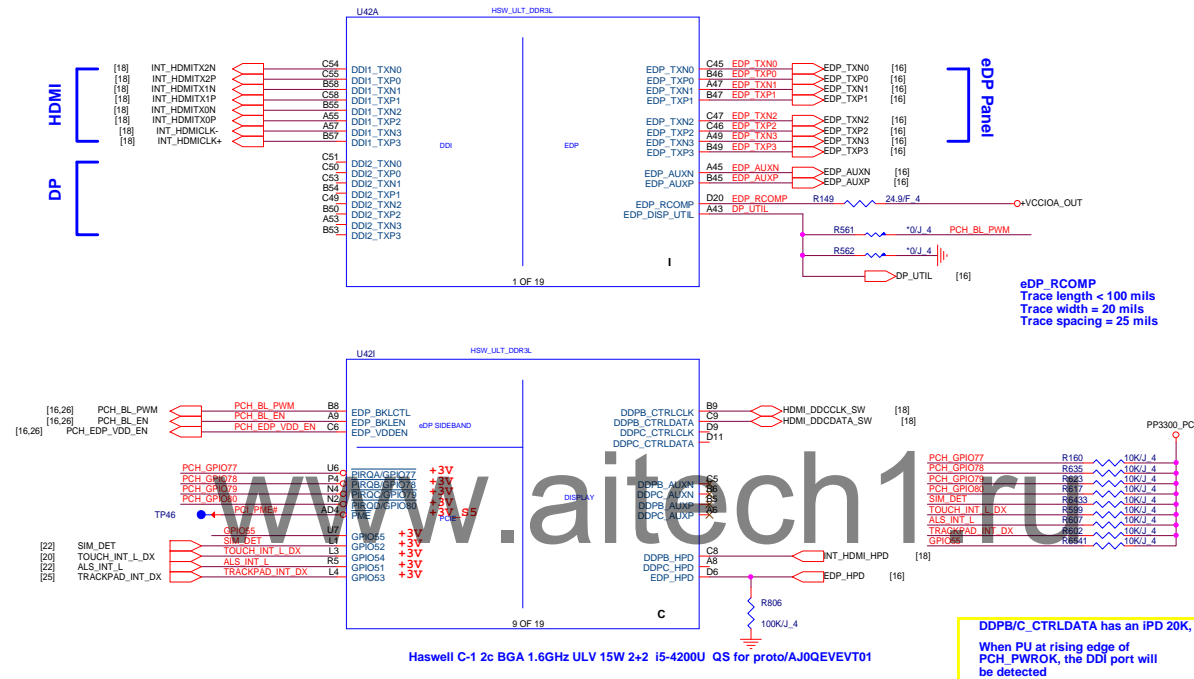 U42A
HSW_ULT_DDR3L
HDMI
[18] INT_HDMITX2N C54 DDI1_TXN0
[18] INT_HDMITX2P C55 DDI1_TXP0
[18] INT_HDMITX1N B58 DDI1_TXN1
[18] INT_HDMITX1P C58 DDI1_TXP1
[18] INT_HDMITX0N B55 DDI1_TXN2
[18] INT_HDMITX0P A55 DDI1_TXP2
[18] INT_HDMICLK- A57 DDI1_TXN3
[18] INT_HDMICLK+ B57 DDI1_TXP3
DP
C51 DDI2_TXN0
C50 DDI2_TXP0
C53 DDI2_TXN1
B54 DDI2_TXP1
C49 DDI2_TXN2
B50 DDI2_TXP2
A53 DDI2_TXN3
B53 DDI2_TXP3
DDI
EDP
EDP_TXN0 C45 EDP_TXN0 EDP_TXN0 [16]
EDP_TXP0 B46 EDP_TXP0 EDP_TXP0 [16]
EDP_TXN1 A47 EDP_TXN1 EDP_TXN1 [16]
EDP_TXP1 B47 EDP_TXP1 EDP_TXP1 [16]
EDP_TXN2 C47 EDP_TXN2 EDP_TXN2 [16]
EDP_TXP2 C46 EDP_TXP2 EDP_TXP2 [16]
EDP_TXN3 A49 EDP_TXN3 EDP_TXN3 [16]
EDP_TXP3 B49 EDP_TXP3 EDP_TXP3 [16]
eDP Panel
EDP_AUXN A45 EDP_AUXN EDP_AUXN [16]
EDP_AUXP B45 EDP_AUXP EDP_AUXP [16]
EDP_RCOMP D20 EDP_RCOMP R149 24.9/F_4 +VCCIOA_OUT
EDP_DISP_UTIL A43 DP_UTIL
R561 *0/J_4 PCH_BL_PWM
R562 *0/J_4
DP_UTIL [16]
I
1 OF 19
eDP_RCOMP
Trace length < 100 mils
Trace width = 20 mils
Trace spacing = 25 mils
U42I
HSW_ULT_DDR3L
[16,26] PCH_BL_PWM PCH_BL_PWM B8 EDP_BKLCTL
[16,26] PCH_BL_EN PCH_BL_EN A9 EDP_BKLEN
[16,26] PCH_EDP_VDD_EN PCH_EDP_VDD_EN C6 EDP_VDDEN
eDP SIDEBAND
PCH_GPIO77 U6 PIRQA/GPIO77 +3V
PCH_GPIO78 P4 PIRQB/GPIO78 +3V
PCH_GPIO79 N4 PIRQC/GPIO79 +3V
PCH_GPIO80 N2 PIRQD/GPIO80 +3V
TP46 PCI_PME# AD4 PME PCIE +3V_S5
GPIO55 U7 GPIO55 +3V
[22] SIM_DET SIM_DET L1 GPIO52 +3V
[20] TOUCH_INT_L_DX TOUCH_INT_L_DX L3 GPIO54 +3V
[22] ALS_INT_L ALS_INT_L R5 GPIO51 +3V
[25] TRACKPAD_INT_DX TRACKPAD_INT_DX L4 GPIO53 +3V
DISPLAY
DDPB_CTRLCLK B9 HDMI_DDCCLK_SW [18]
DDPB_CTRLDATA C9 HDMI_DDCDATA_SW [18]
DDPC_CTRLCLK D9
DDPC_CTRLDATA D11
DDPB_AUXN C5
DDPC_AUXN B6
DDPB_AUXP B5
DDPC_AUXP A6
DDPB_HPD C8 INT_HDMI_HPD [18]
DDPC_HPD A8
EDP_HPD D6 EDP_HPD [16]
R806
100K/J_4
C
9 OF 19
PP3300_PC
PCH_GPIO77 R160 10K/J_4
PCH_GPIO78 R635 10K/J_4
PCH_GPIO79 R623 10K/J_4
PCH_GPIO80 R617 10K/J_4
SIM_DET R6433 10K/J_4
TOUCH_INT_L_DX R599 10K/J_4
ALS_INT_L R607 10K/J_4
TRACKPAD_INT_DX R602 10K/J_4
GPIO55 R6541 10K/J_4
www.aitech1.ru
Haswell C-1 2c BGA 1.6GHz ULV 15W 2+2 i5-4200U QS for proto/AJ0QEVEVT01
DDPB/C_CTRLDATA has an iPD 20K,
When PU at rising edge of
PCH_PWROK, the DDI port will
be detected